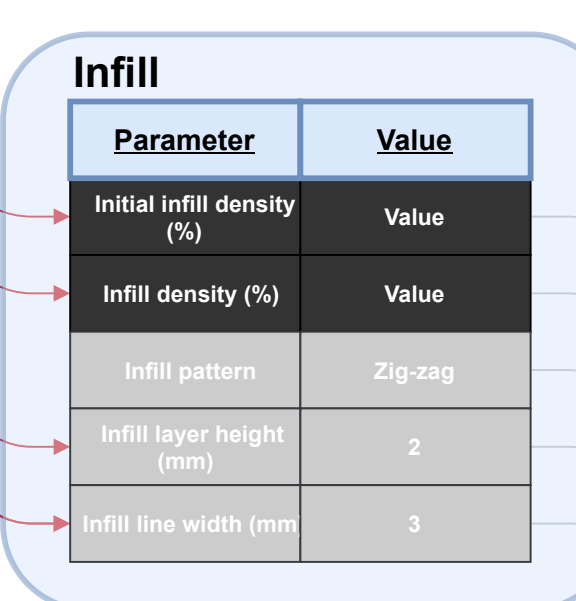 Infill
Parameter Value
Initial infill density
(%) Value
Infill density (%) Value
Infill pattern Zig-zag
Infill layer height
(mm) 2
Infill line width (mm 3